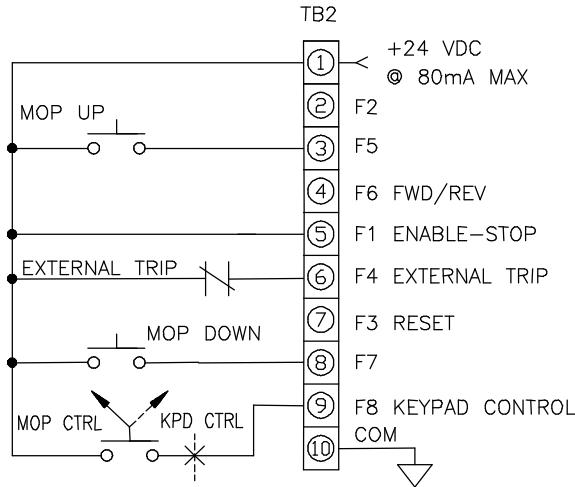 TB2
1 +24 VDC
@ 80mA MAX
2 F2
MOP UP
3 F5
4 F6 FWD/REV
5 F1 ENABLE-STOP
EXTERNAL TRIP 6 F4 EXTERNAL TRIP
7 F3 RESET
MOP DOWN
8 F7
9 F8 KEYPAD CONTROL
MOP CTRL KPD CTRL
10 COM